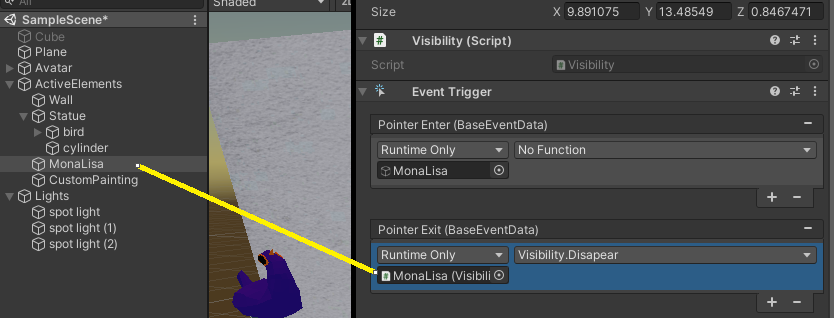 All
SampleScene*
Cube
Plane
Avatar
ActiveElements
Wall
Statue
bird
cylinder
MonaLisa
CustomPainting
Lights
spot light
spot light (1)
spot light (2)
Shaded
2D
Size X 9.891075 Y 13.48549 Z 0.8467471
# Visibility (Script)
Script # Visibility
Event Trigger
Pointer Enter (BaseEventData)
Runtime Only No Function
MonaLisa
Pointer Exit (BaseEventData)
Runtime Only Visibility.Disapear
# MonaLisa (Visibili